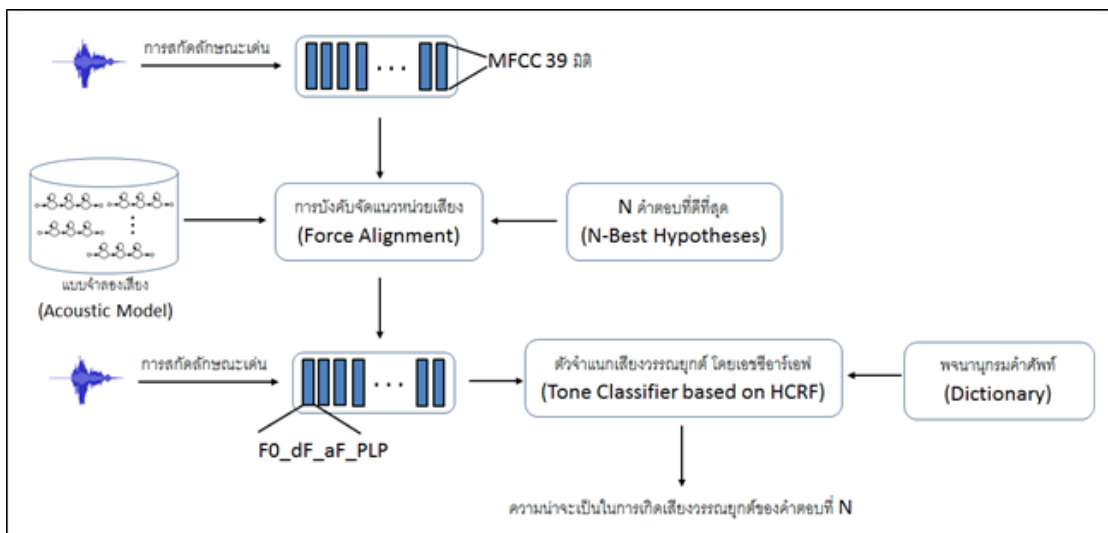 การสกัดลักษณะเด่น
MFCC 39 มิติ
การบังคับจัดแนวหน่วยเสียง
(Force Alignment)
N คำตอบที่ดีที่สุด
(N-Best Hypotheses)
แบบจำลองเสียง
(Acoustic Model)
การสกัดลักษณะเด่น
ตัวจำแนกเสียงวรรณยุกต์ โดยเอชซีอาร์เอฟ
(Tone Classifier based on HCRF)
พจนานุกรมคำศัพท์
(Dictionary)
F0_dF_aF_PLP
ความน่าจะเป็นในการเกิดเสียงวรรณยุกต์ของคำตอบที่ N